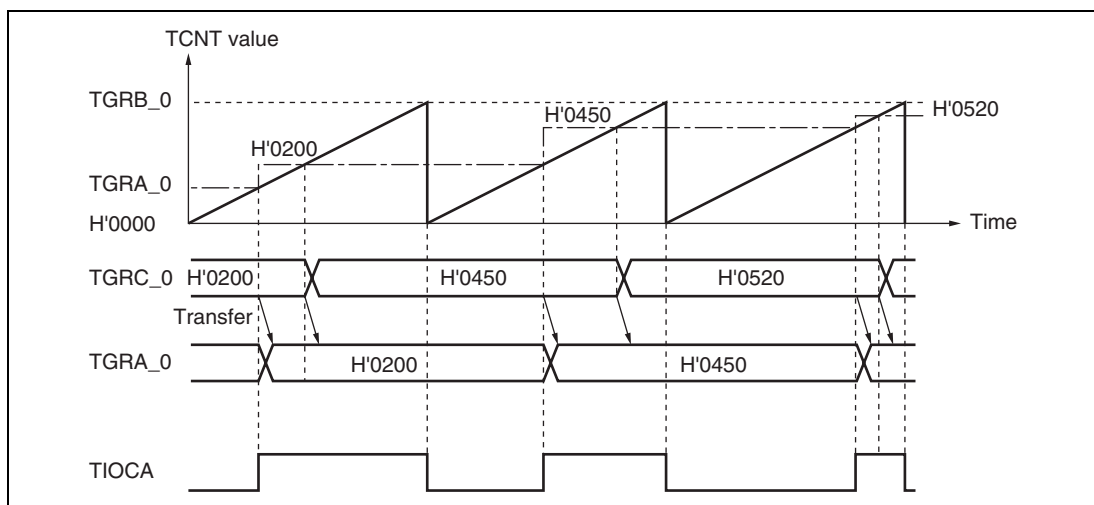 TCNT value
TGRB_0
H'0450
H'0520
H'0200
TGRA_0
H'0000
Time
TGRC_0
H'0200
H'0450
H'0520
Transfer
TGRA_0
H'0200
H'0450
TIOCA